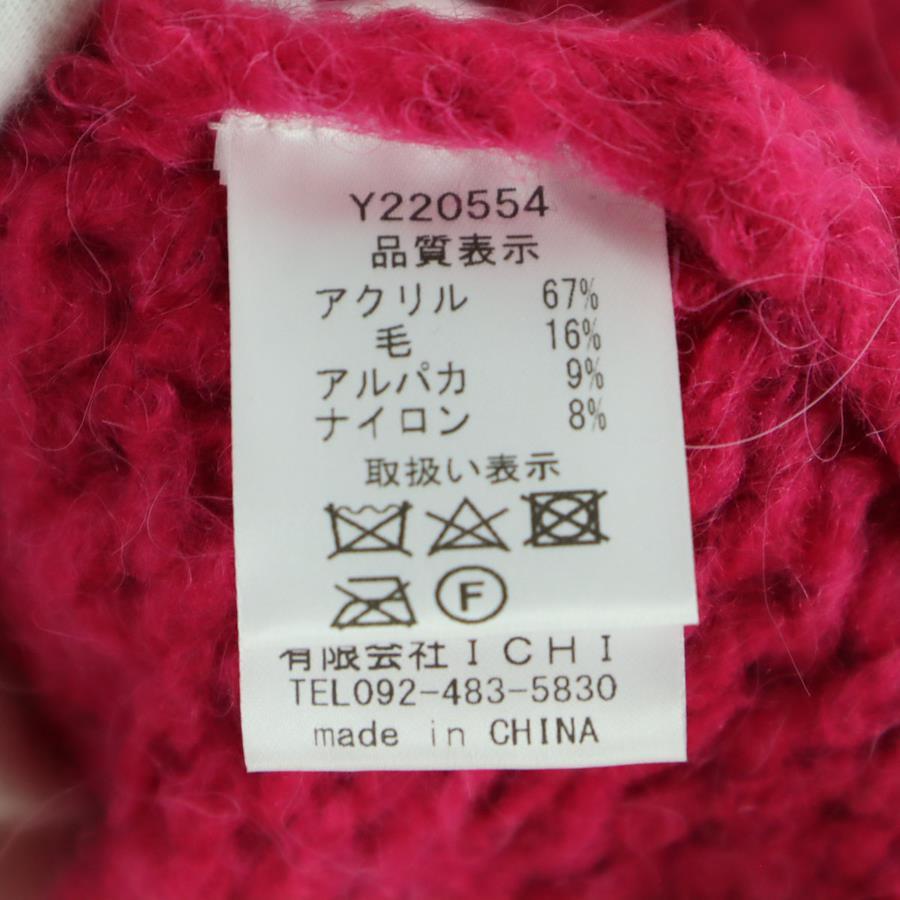 Y220554
品質表示
アクリル 67%
毛 16%
アルパカ 9%
ナイロン 8%
取扱い表示
F
有限会社ICHI
TEL092-483-5830
made in CHINA